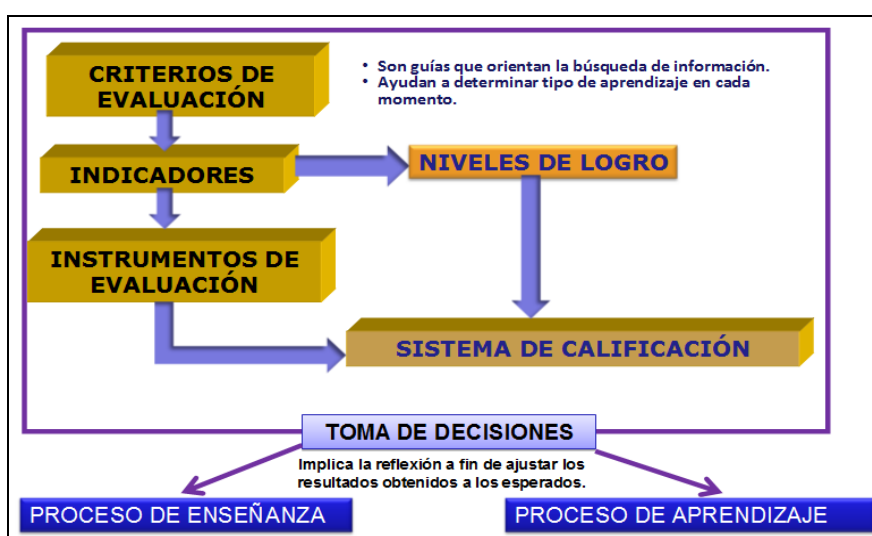 CRITERIOS DE
EVALUACIÓN
• Son guías que orientan la búsqueda de información.
• Ayudan a determinar tipo de aprendizaje en cada
momento.
INDICADORES
NIVELES DE LOGRO
INSTRUMENTOS DE
EVALUACIÓN
SISTEMA DE CALIFICACIÓN
TOMA DE DECISIONES
Implica la reflexión a fin de ajustar los
resultados obtenidos a los esperados.
PROCESO DE ENSEÑANZA
PROCESO DE APRENDIZAJE